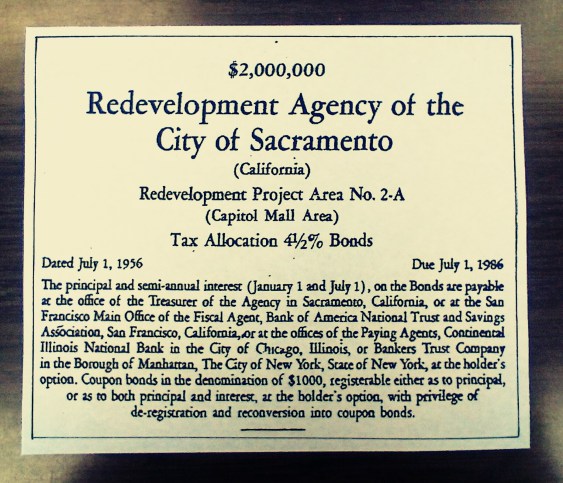 $2,000,000
Redevelopment Agency of the
City of Sacramento
(California)
Redevelopment Project Area No. 2-A
(Capitol Mall Area)
Tax Allocation 4½% Bonds
Dated July 1, 1956 Due July 1, 1986
The principal and semi-annual interest (January 1 and July 1), on the Bonds are payable
at the office of the Treasurer of the Agency in Sacramento, California, or at the San
Francisco Main Office of the Fiscal Agent, Bank of America National Trust and Savings
Association, San Francisco, California, or at the offices of the Paying Agents, Continental
Illinois National Bank in the City of Chicago, Illinois, or Bankers Trust Company
in the Borough of Manhattan, The City of New York, State of New York, at the holder's
option. Coupon bonds in the denomination of $1000, registerable either as to principal,
or as to both principal and interest, at the holder's option, with privilege of
de-registration and reconversion into coupon bonds.